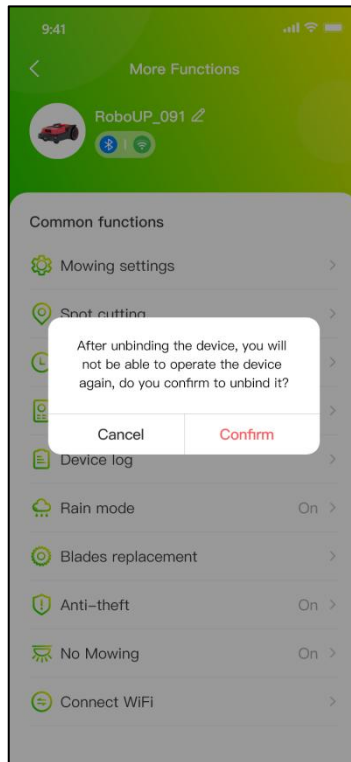 9:41
More Functions
RoboUP_091
Common functions
Mowing settings
Spot cutting
After unbinding the device, you will
not be able to operate the device
again, do you confirm to unbind it?
Cancel Confirm
Device log
Rain mode On
Blades replacement
Anti-theft On
No Mowing On
Connect WiFi